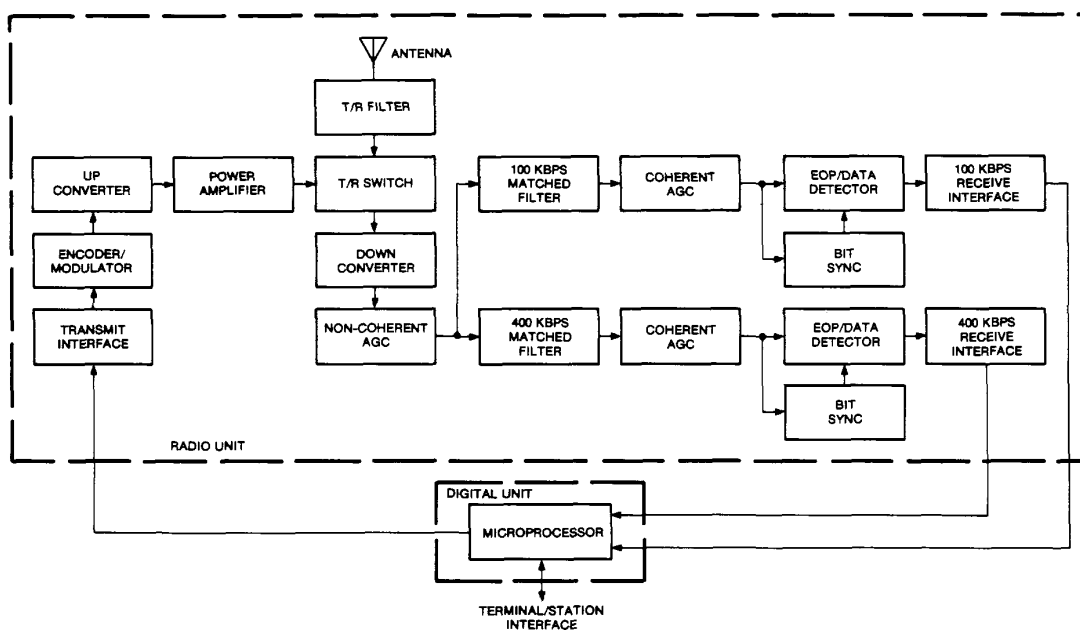 ANTENNA
T/R FILTER
UP
CONVERTER
POWER
AMPLIFIER
T/R SWITCH
100 KBPS
MATCHED
FILTER
COHERENT
AGC
EOP/DATA
DETECTOR
100 KBPS
RECEIVE
INTERFACE
ENCODER/
MODULATOR
DOWN
CONVERTER
BIT
SYNC
TRANSMIT
INTERFACE
NON-COHERENT
AGC
400 KBPS
MATCHED
FILTER
COHERENT
AGC
EOP/DATA
DETECTOR
400 KBPS
RECEIVE
INTERFACE
BIT
SYNC
RADIO UNIT
DIGITAL UNIT
MICROPROCESSOR
TERMINAL/STATION
INTERFACE